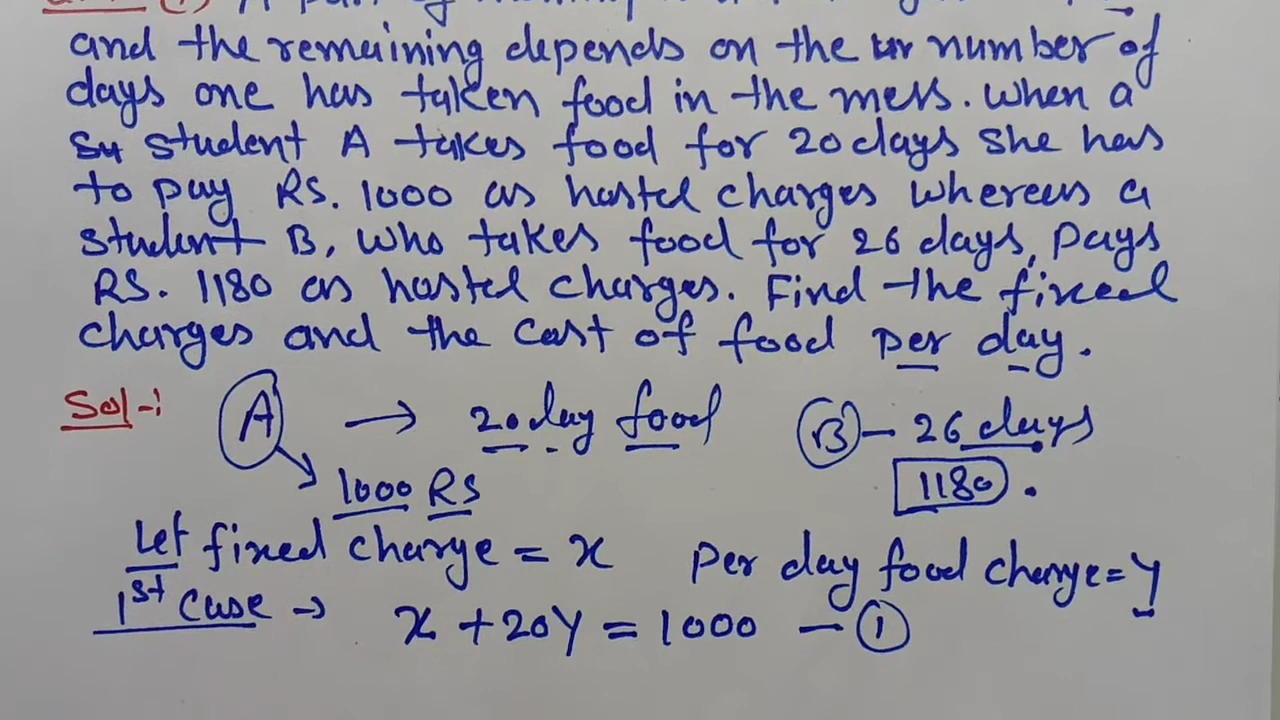 and the remaining depends on the number of
days one has taken food in the mess. When a
student A takes food for 20 days she has
to pay RS. 1000 as hostel charges whereas a
student B, who takes food for 26 days, pays
RS. 1180 as hostel charges. Find the fixed
charges and the cost of food per day.
Sol-: A → 20 day food B - 26 days
1000 RS 1180.
Let fixed charge = x Per day food charge = y
1st Case → x + 20y = 1000 - 1